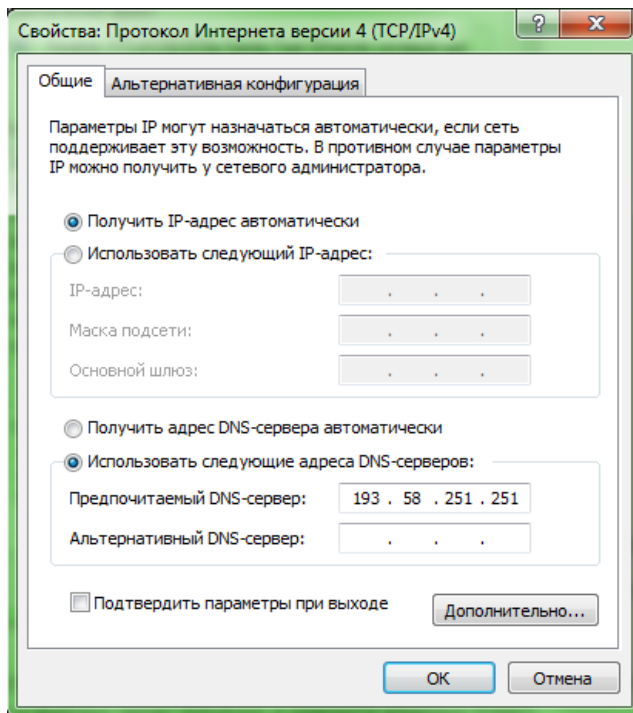 Свойства: Протокол Интернета версии 4 (TCP/IPv4)
?
Общие
Альтернативная конфигурация
Параметры IP могут назначаться автоматически, если сеть
поддерживает эту возможность. В противном случае параметры
IP можно получить у сетевого администратора.
Получить IP-адрес автоматически
Использовать следующий IP-адрес:
IP-адрес: . . .
Маска подсети: . . .
Основной шлюз: . . .
Получить адрес DNS-сервера автоматически
Использовать следующие адреса DNS-серверов:
Предпочитаемый DNS-сервер: 193 . 58 . 251 . 251
Альтернативный DNS-сервер: . . .
Подтвердить параметры при выходе
Дополнительно...
ОК
Отмена